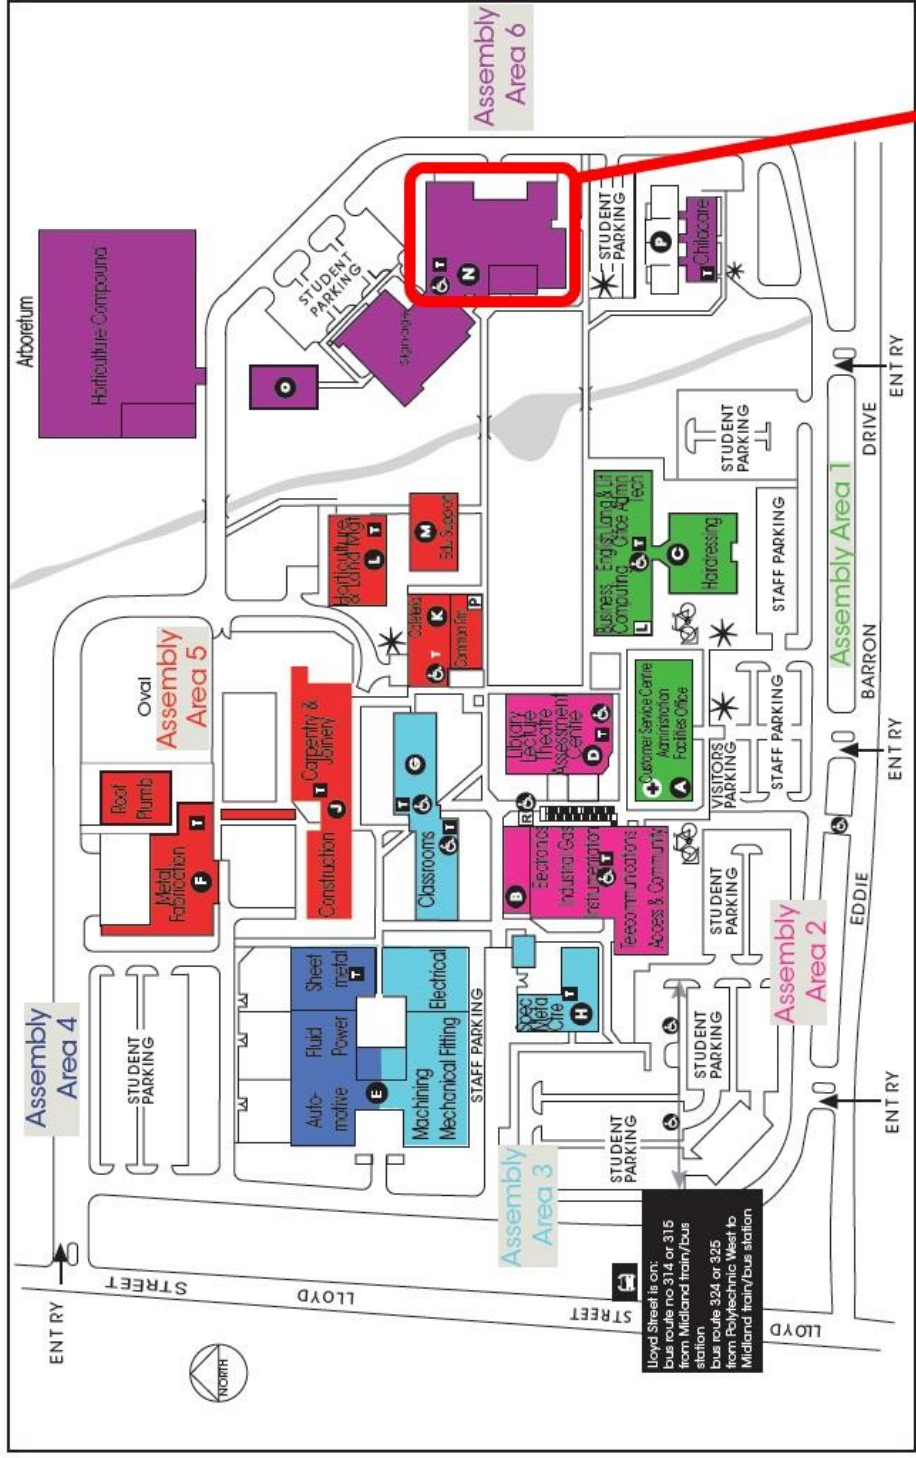 Arboretum
Horticulture Compound
STUDENT
PARKING
O
Signage
T
N
Assembly
Area 6
STUDENT
PARKING
P
T
Childcare
Oval
Assembly
Area 5
Horticulture
& Land Mgt
L
T
M
Edu Support
Cafeteria
T
K
Common Rm
P
Business
Computing
English Lang & Lit
Office Admin
Tech
L
T
C
Hairdressing
STUDENT
PARKING
STAFF PARKING
Assembly Area 1
ENTRY
DRIVE
BARRON
Roof
Plumb
Metal
Fabrication
T
F
Construction
J
T
Carpentry &
Joinery
Classrooms
T
G
T
Library
Lecture
Theatre
Assessment
Centre
D
T
Customer Service Centre
Administration
Facilities Office
A
VISITORS
PARKING
STAFF PARKING
ENTRY
R
B
Electronics
Industrial Gas
Instrumentation
T
Telecommunications
Access & Community
STUDENT
PARKING
Assembly
Area 2
EDDIE
Assembly
Area 4
STUDENT
PARKING
Auto-
motive
Fluid
Power
Sheet
metal
T
E
Machining
Mechanical Fitting
Electrical
STAFF PARKING
Spec
Metal
Ctre
T
H
Assembly
Area 3
STUDENT
PARKING
STUDENT
PARKING
ENTRY
ENTRY
LLOYD
STREET
LLOYD
STREET
Lloyd Street is on:
bus route no 314 or 315
from Midland train/bus
station
bus route 324 or 325
from Polytechnic West to
Midland train/bus station
NORTH